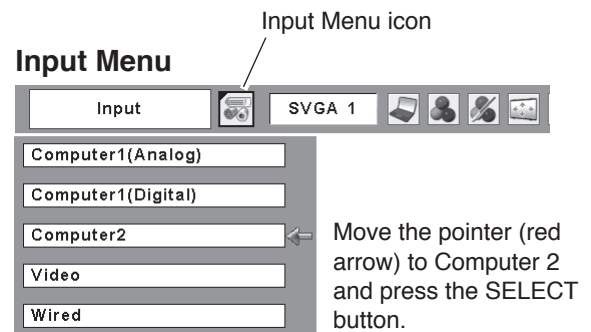 Input Menu icon
Input Menu
Input
SVGA 1
Computer1(Analog)
Computer1(Digital)
Computer2
Video
Wired
Move the pointer (red
arrow) to Computer 2
and press the SELECT
button.